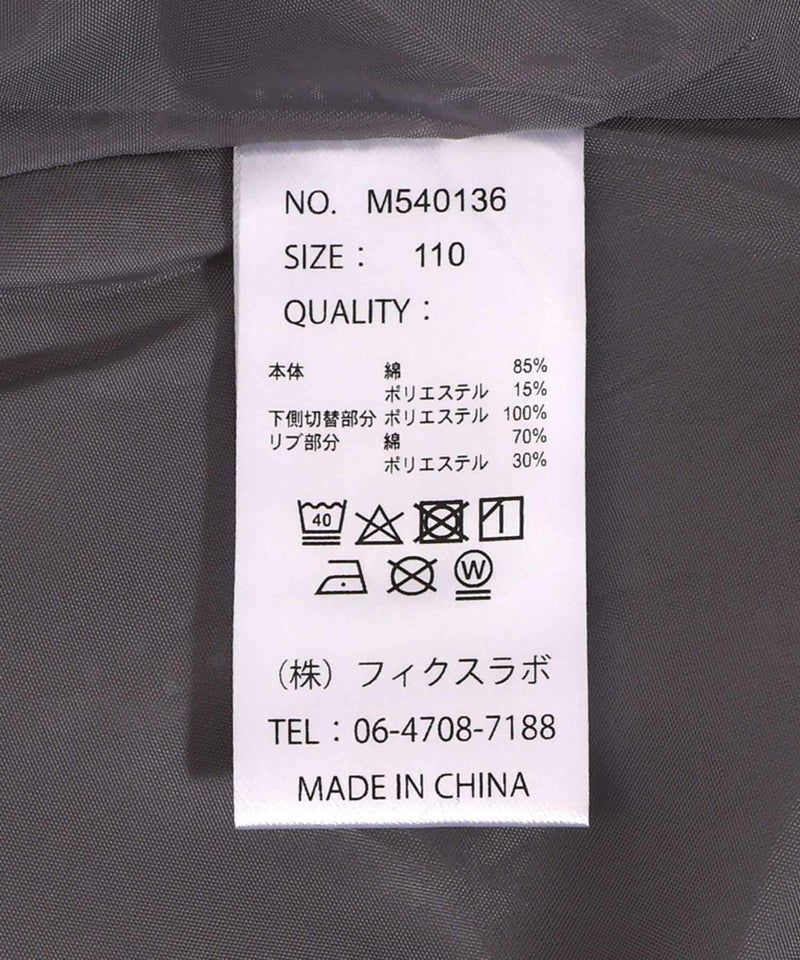 NO. M540136
SIZE： 110
QUALITY：
本体 綿 85%
ポリエステル 15%
下側切替部分 ポリエステル 100%
リブ部分 綿 70%
ポリエステル 30%
40
W
（株）フィクスラボ
TEL：06-4708-7188
MADE IN CHINA